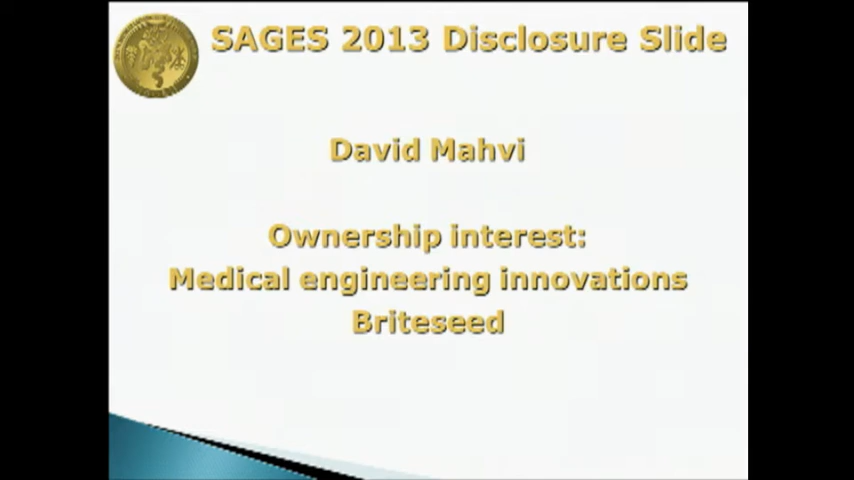 SAGES 2013 Disclosure Slide
David Mahvi
Ownership interest:
Medical engineering innovations
Briteseed